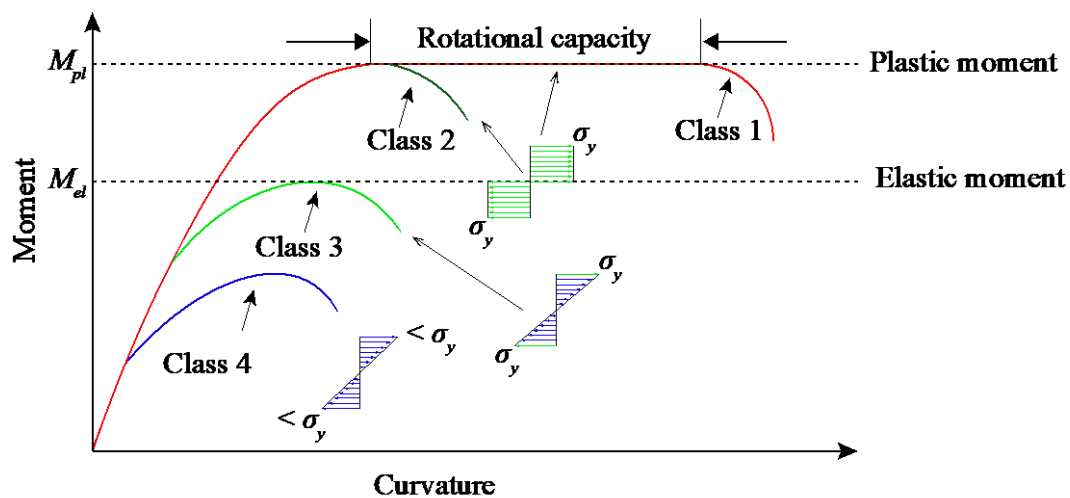 Rotational capacity
M_pl
Plastic moment
Class 2
Class 1
σ_y
M_el
Elastic moment
σ_y
Class 3
σ_y
< σ_y
σ_y
Class 4
< σ_y
Moment
Curvature